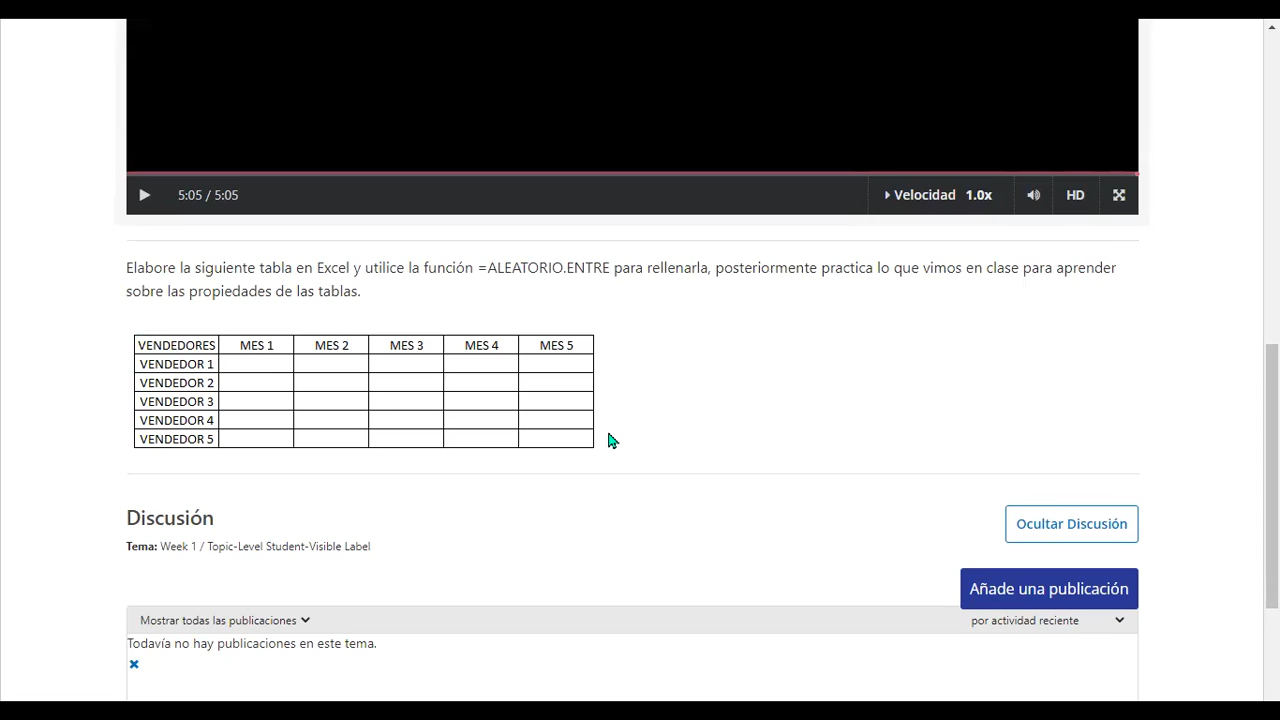 5:05 / 5:05
Velocidad 1.0x
HD
Elabore la siguiente tabla en Excel y utilice la función =ALEATORIO.ENTRE para rellenarla, posteriormente practica lo que vimos en clase para aprender
sobre las propiedades de las tablas.
VENDEDORES MES 1 MES 2 MES 3 MES 4 MES 5
VENDEDOR 1
VENDEDOR 2
VENDEDOR 3
VENDEDOR 4
VENDEDOR 5
Discusión
Ocultar Discusión
Tema: Week 1 / Topic-Level Student-Visible Label
Añade una publicación
Mostrar todas las publicaciones
por actividad reciente
Todavía no hay publicaciones en este tema.